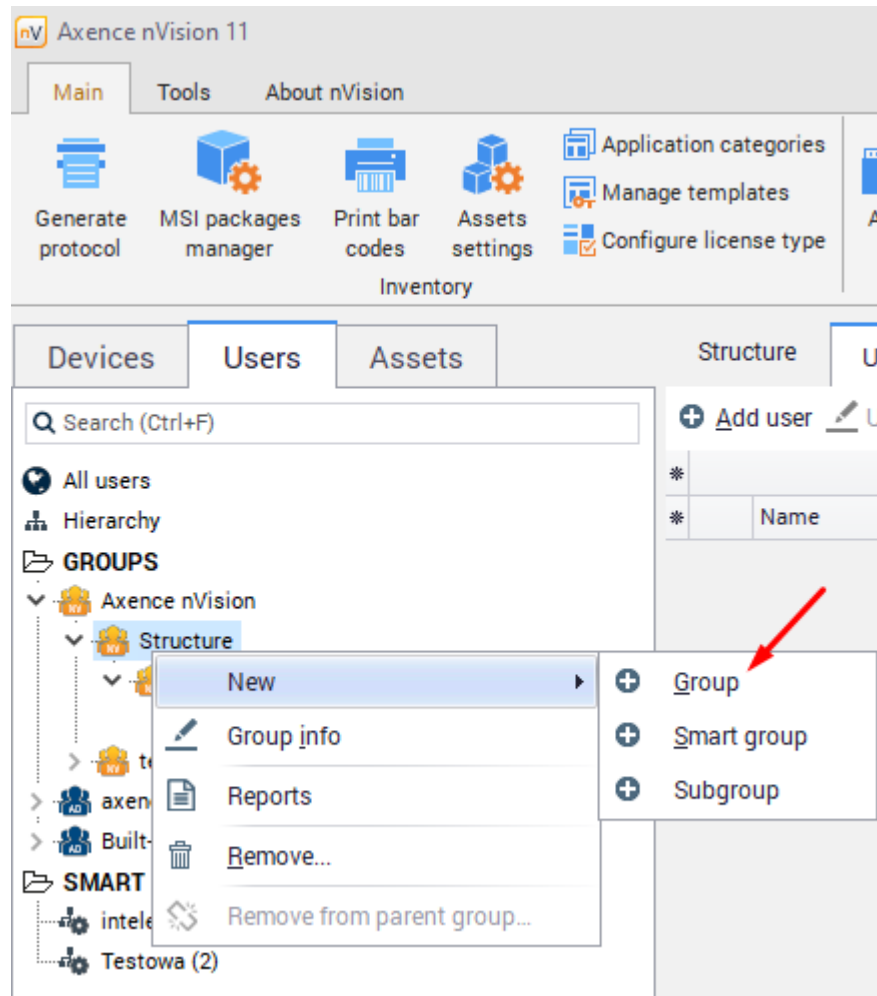 nV Axence nVision 11
Main Tools About nVision
Generate protocol
MSI packages manager
Print bar codes
Assets settings
Application categories
Manage templates
Configure license type
Inventory
Devices Users Assets
Structure
Search (Ctrl+F)
Add user
All users
Hierarchy
Name
GROUPS
Axence nVision
Structure
New
Group
Group info
Smart group
Reports
Subgroup
Remove...
SMART
Remove from parent group...
Testowa (2)